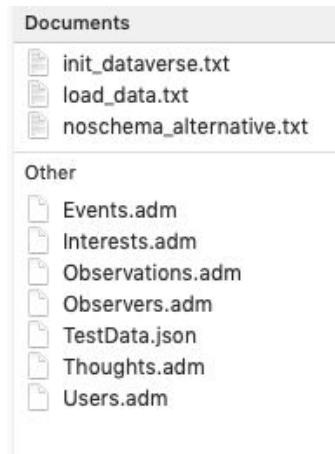 Documents
init_dataverse.txt
load_data.txt
noschema_alternative.txt
Other
Events.adm
Interests.adm
Observations.adm
Observers.adm
TestData.json
Thoughts.adm
Users.adm